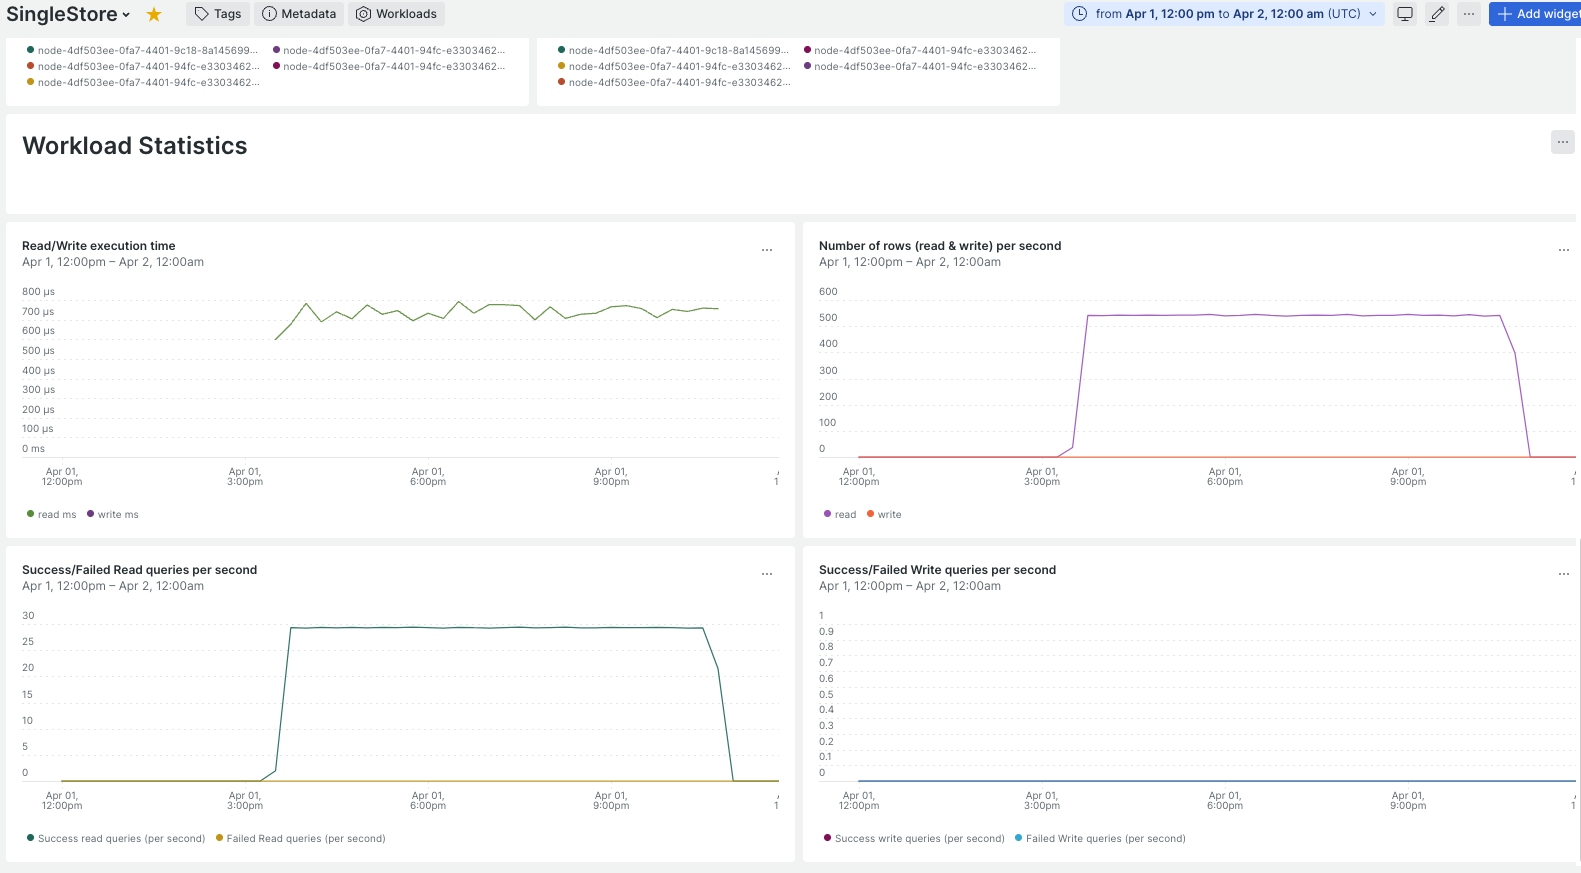 SingleStore
Tags
Metadata
Workloads
from Apr 1, 12:00 pm to Apr 2, 12:00 am (UTC)
Add widget
node-4df503ee-0fa7-4401-9c18-8a145699...
node-4df503ee-0fa7-4401-94fc-e3303462...
node-4df503ee-0fa7-4401-94fc-e3303462...
node-4df503ee-0fa7-4401-94fc-e3303462...
node-4df503ee-0fa7-4401-94fc-e3303462...
node-4df503ee-0fa7-4401-9c18-8a145699...
node-4df503ee-0fa7-4401-94fc-e3303462...
node-4df503ee-0fa7-4401-94fc-e3303462...
node-4df503ee-0fa7-4401-94fc-e3303462...
node-4df503ee-0fa7-4401-94fc-e3303462...
Workload Statistics
Read/Write execution time
Apr 1, 12:00pm – Apr 2, 12:00am
800 µs
700 µs
600 µs
500 µs
400 µs
300 µs
200 µs
100 µs
0 ms
Apr 01,
12:00pm
Apr 01,
3:00pm
Apr 01,
6:00pm
Apr 01,
9:00pm
1
read ms
write ms
Number of rows (read & write) per second
Apr 1, 12:00pm – Apr 2, 12:00am
600
500
400
300
200
100
0
Apr 01,
12:00pm
Apr 01,
3:00pm
Apr 01,
6:00pm
Apr 01,
9:00pm
1
read
write
Success/Failed Read queries per second
Apr 1, 12:00pm – Apr 2, 12:00am
30
25
20
15
10
5
0
Apr 01,
12:00pm
Apr 01,
3:00pm
Apr 01,
6:00pm
Apr 01,
9:00pm
1
Success read queries (per second)
Failed Read queries (per second)
Success/Failed Write queries per second
Apr 1, 12:00pm – Apr 2, 12:00am
1
0.9
0.8
0.7
0.6
0.5
0.4
0.3
0.2
0.1
0
Apr 01,
12:00pm
Apr 01,
3:00pm
Apr 01,
6:00pm
Apr 01,
9:00pm
1
Success write queries (per second)
Failed Write queries (per second)